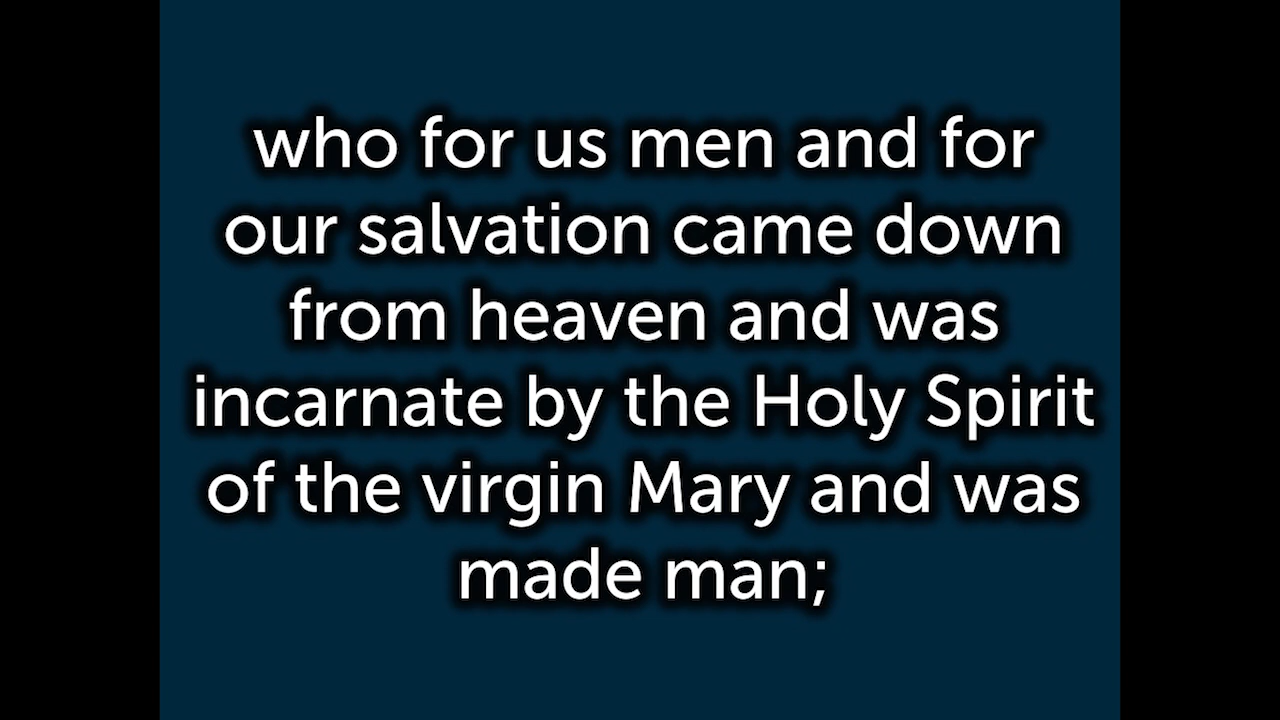 who for us men and for
our salvation came down
from heaven and was
incarnate by the Holy Spirit
of the virgin Mary and was
made man;